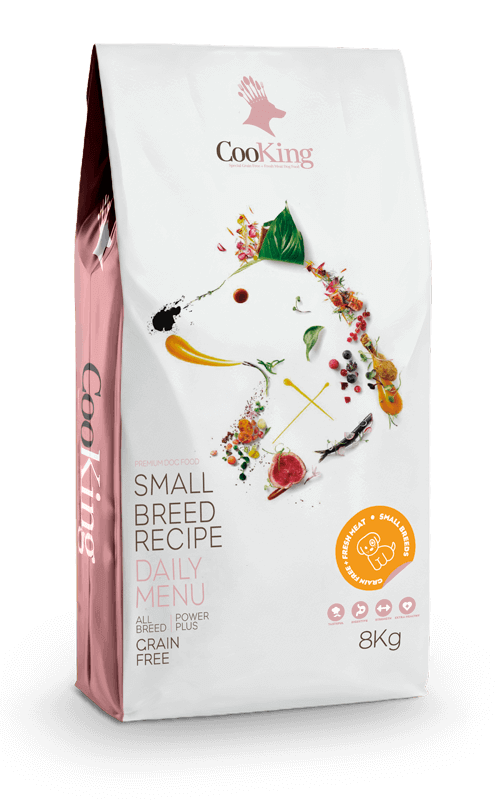 CooKing
PREMIUM DOG FOOD
SMALL
BREED
RECIPE
DAILY
MENU
ALL
BREED
POWER
PLUS
GRAIN
FREE
GRAIN FREE + FRESH MEAT • SMALL BREEDS
8Kg
CooKing